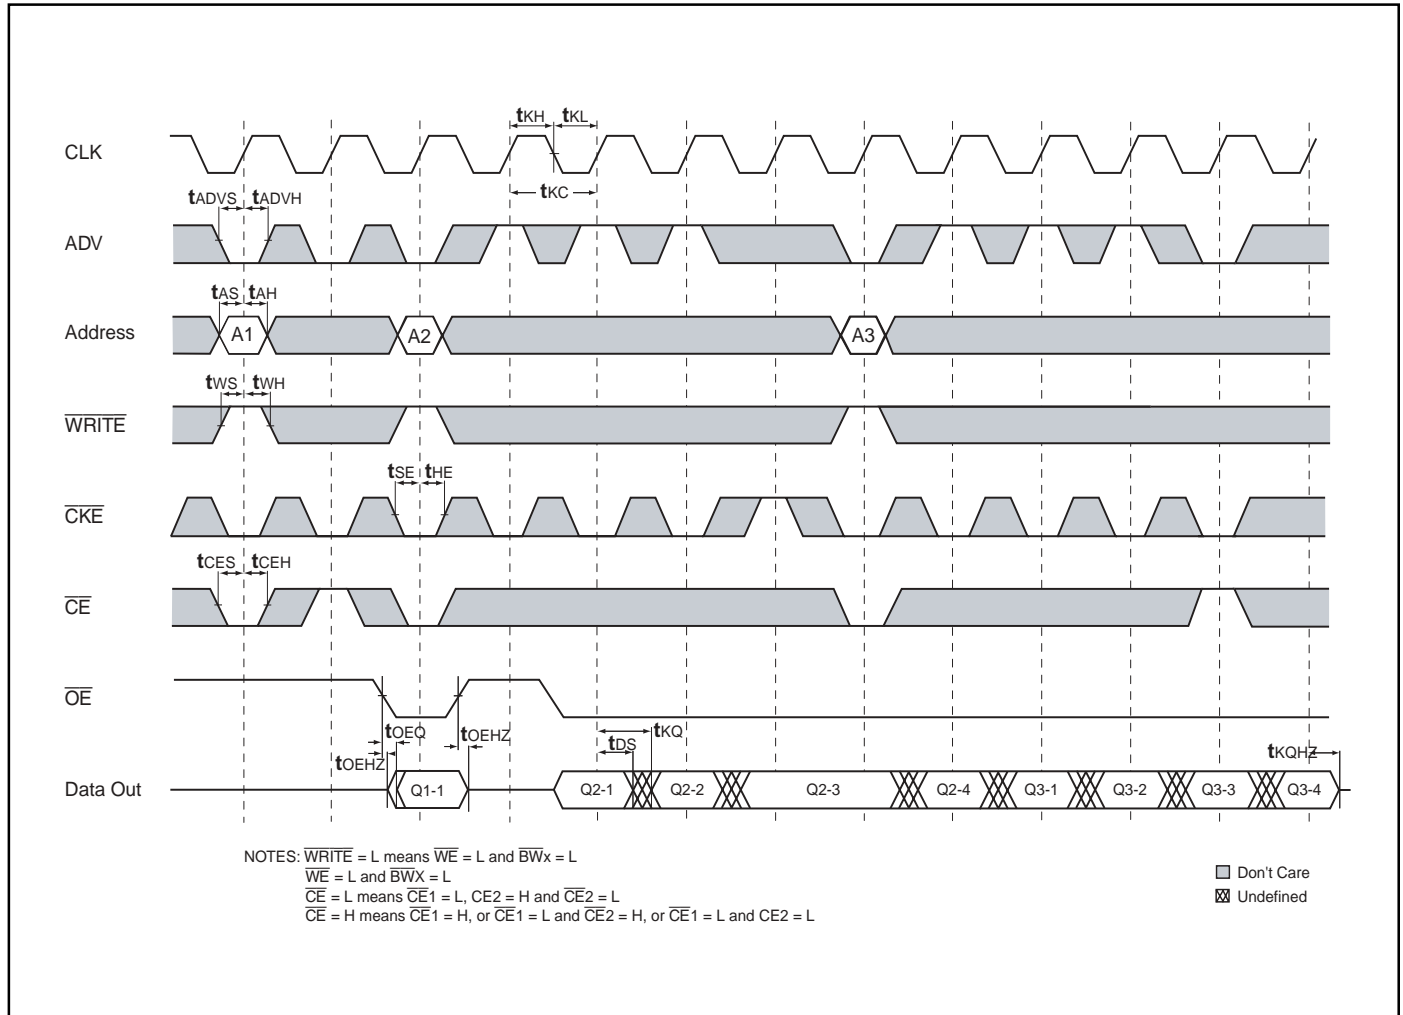 tKH tKL
CLK
tKC
tADVS tADVH
ADV
tAS tAH
Address A1 A2 A3
tWS tWH
WRITE
tSE tHE
CKE
tCES tCEH
CE
OE
tOEQ tOEHZ tKQ
tDS
tOEHZ tKQHZ
Data Out Q1-1 Q2-1 Q2-2 Q2-3 Q2-4 Q3-1 Q3-2 Q3-3 Q3-4
NOTES: WRITE = L means WE = L and BWx = L
WE = L and BWX = L
CE = L means CE1 = L, CE2 = H and CE2 = L
CE = H means CE1 = H, or CE1 = L and CE2 = H, or CE1 = L and CE2 = L
Don't Care
Undefined